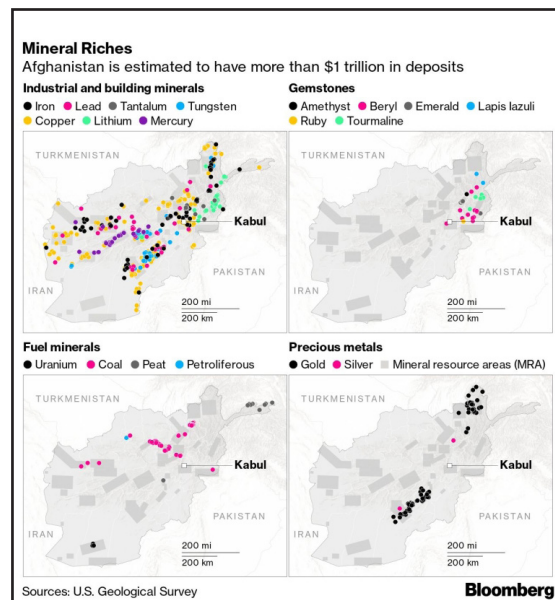 Mineral Riches
Afghanistan is estimated to have more than $1 trillion in deposits
Industrial and building minerals
Iron Lead Tantalum Tungsten
Copper Lithium Mercury
TURKMENISTAN
Kabul
PAKISTAN
IRAN
200 mi
200 km
Gemstones
Amethyst Beryl Emerald Lapis lazuli
Ruby Tourmaline
TURKMENISTAN
Kabul
PAKISTAN
IRAN
200 mi
200 km
Fuel minerals
Uranium Coal Peat Petroliferous
TURKMENISTAN
Kabul
PAKISTAN
IRAN
200 mi
200 km
Precious metals
Gold Silver Mineral resource areas (MRA)
TURKMENISTAN
Kabul
PAKISTAN
IRAN
200 mi
200 km
Sources: U.S. Geological Survey
Bloomberg